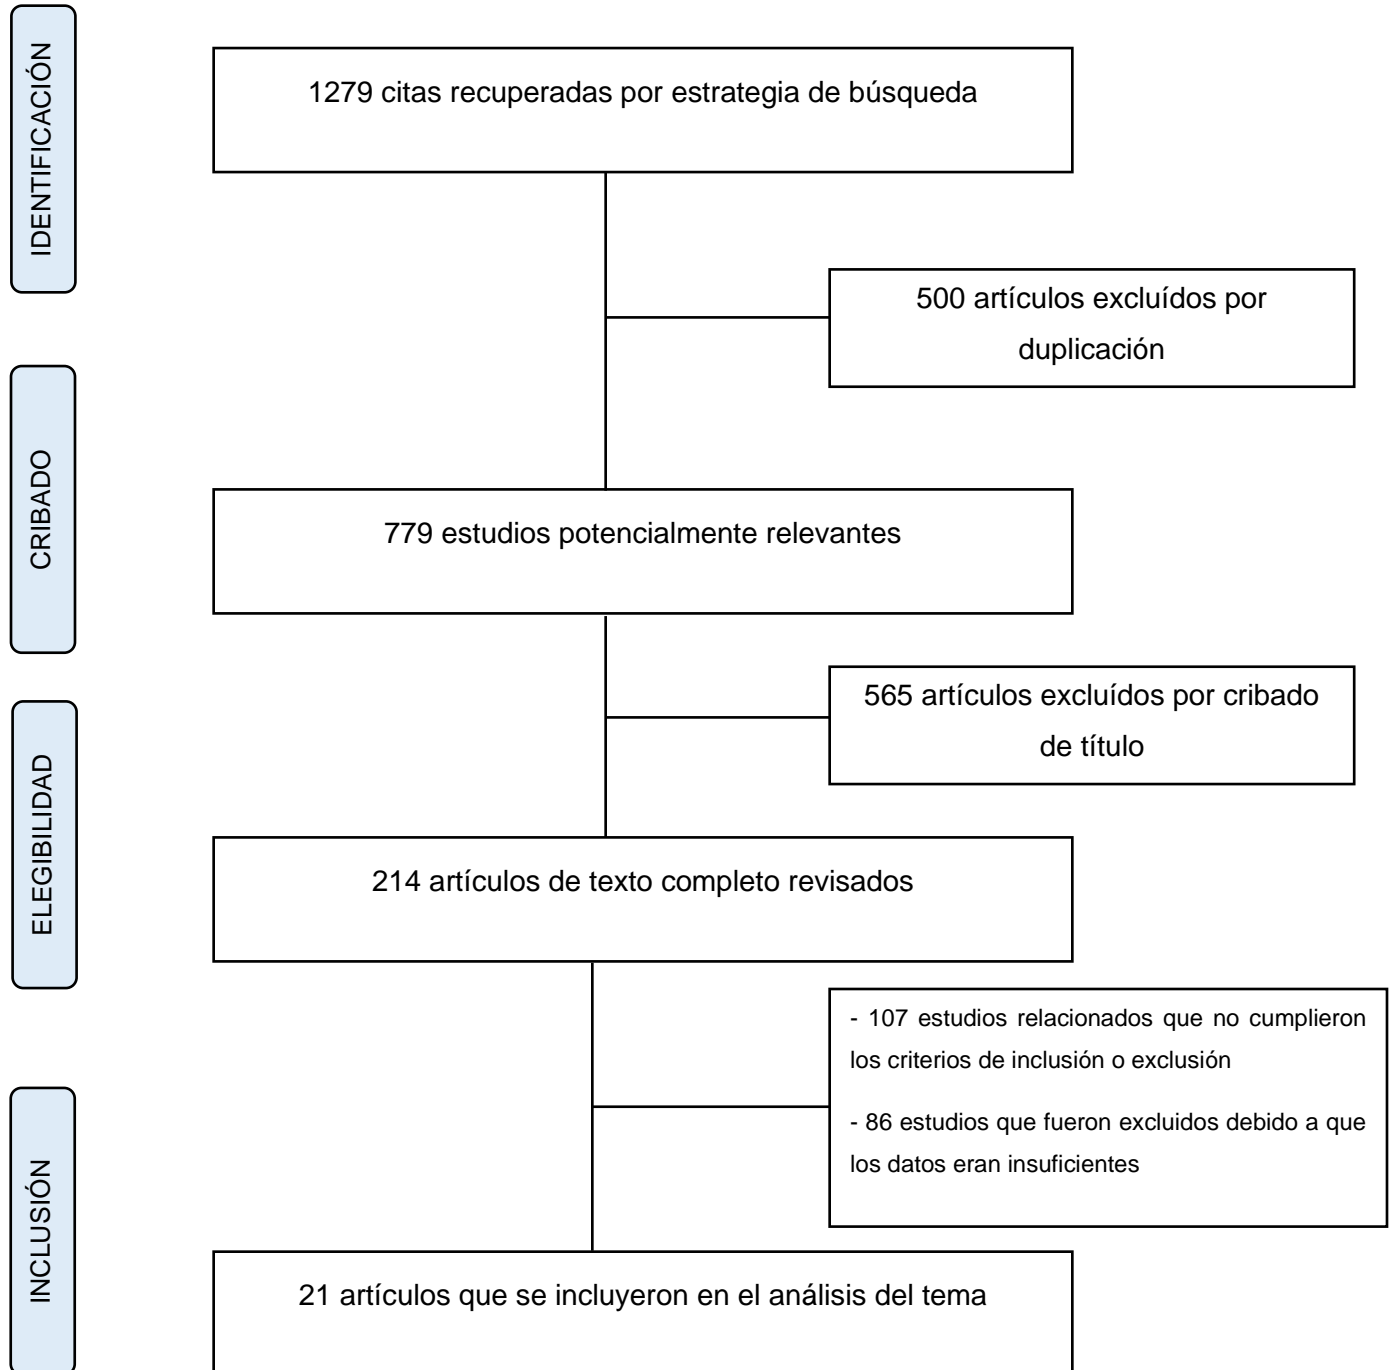 IDENTIFICACIÓN
1279 citas recuperadas por estrategia de búsqueda
500 artículos excluídos por
duplicación
CRIBADO
779 estudios potencialmente relevantes
565 artículos excluídos por cribado
de título
ELEGIBILIDAD
214 artículos de texto completo revisados
- 107 estudios relacionados que no cumplieron
los criterios de inclusión o exclusión
- 86 estudios que fueron excluidos debido a que
los datos eran insuficientes
INCLUSIÓN
21 artículos que se incluyeron en el análisis del tema